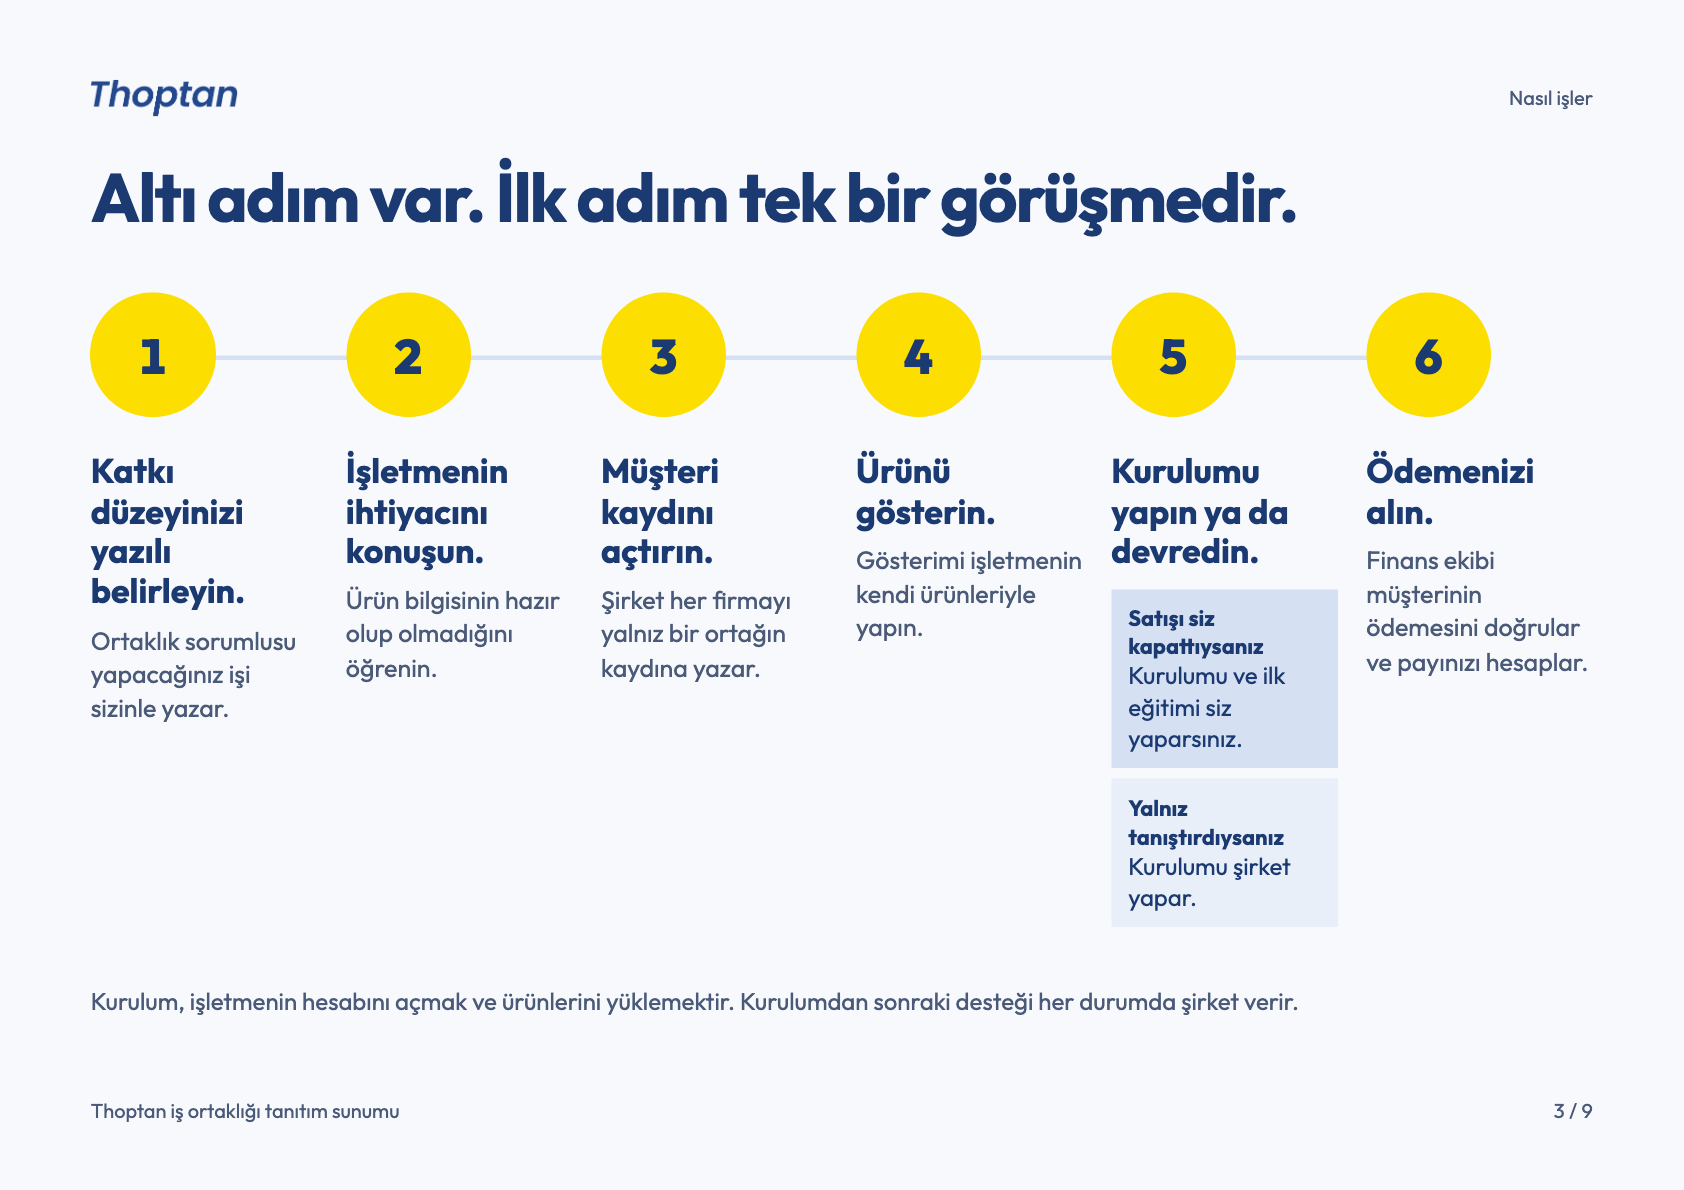 Thoptan
Nasıl işler
Altı adım var. İlk adım tek bir görüşmedir.
1
2
3
4
5
6
Katkı
düzeyinizi
yazılı
belirleyin.
Ortaklık sorumlusu
yapacağınız işi
sizinle yazar.
İşletmenin
ihtiyacını
konuşun.
Ürün bilgisinin hazır
olup olmadığını
öğrenin.
Müşteri
kaydını
açtırın.
Şirket her firmayı
yalnız bir ortağın
kaydına yazar.
Ürünü
gösterin.
Gösterimi işletmenin
kendi ürünleriyle
yapın.
Kurulumu
yapın ya da
devredin.
Satışı siz
kapattıysanız
Kurulumu ve ilk
eğitimi siz
yaparsınız.
Yalnız
tanıştırdıysanız
Kurulumu şirket
yapar.
Ödemenizi
alın.
Finans ekibi
müşterinin
ödemesini doğrular
ve payınızı hesaplar.
Kurulum, işletmenin hesabını açmak ve ürünlerini yüklemektir. Kurulumdan sonraki desteği her durumda şirket verir.
Thoptan iş ortaklığı tanıtım sunumu
3 / 9